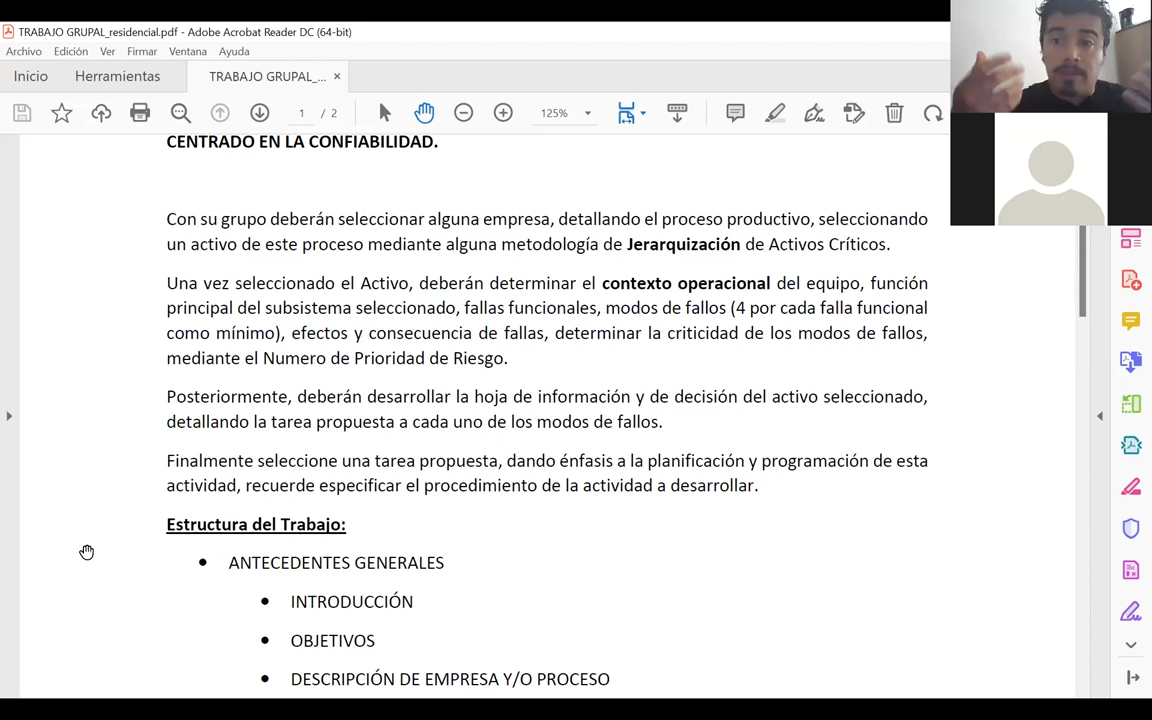 TRABAJO GRUPAL_residencial.pdf - Adobe Acrobat Reader DC (64-bit)
Archivo Edición Ver Firmar Ventana Ayuda
Inicio Herramientas TRABAJO GRUPAL_... ×
1 / 2 125%
CENTRADO EN LA CONFIABILIDAD.
Con su grupo deberán seleccionar alguna empresa, detallando el proceso productivo, seleccionando
un activo de este proceso mediante alguna metodología de Jerarquización de Activos Críticos.
Una vez seleccionado el Activo, deberán determinar el contexto operacional del equipo, función
principal del subsistema seleccionado, fallas funcionales, modos de fallos (4 por cada falla funcional
como mínimo), efectos y consecuencia de fallas, determinar la criticidad de los modos de fallos,
mediante el Numero de Prioridad de Riesgo.
Posteriormente, deberán desarrollar la hoja de información y de decisión del activo seleccionado,
detallando la tarea propuesta a cada uno de los modos de fallos.
Finalmente seleccione una tarea propuesta, dando énfasis a la planificación y programación de esta
actividad, recuerde especificar el procedimiento de la actividad a desarrollar.
Estructura del Trabajo:
• ANTECEDENTES GENERALES
• INTRODUCCIÓN
• OBJETIVOS
• DESCRIPCIÓN DE EMPRESA Y/O PROCESO